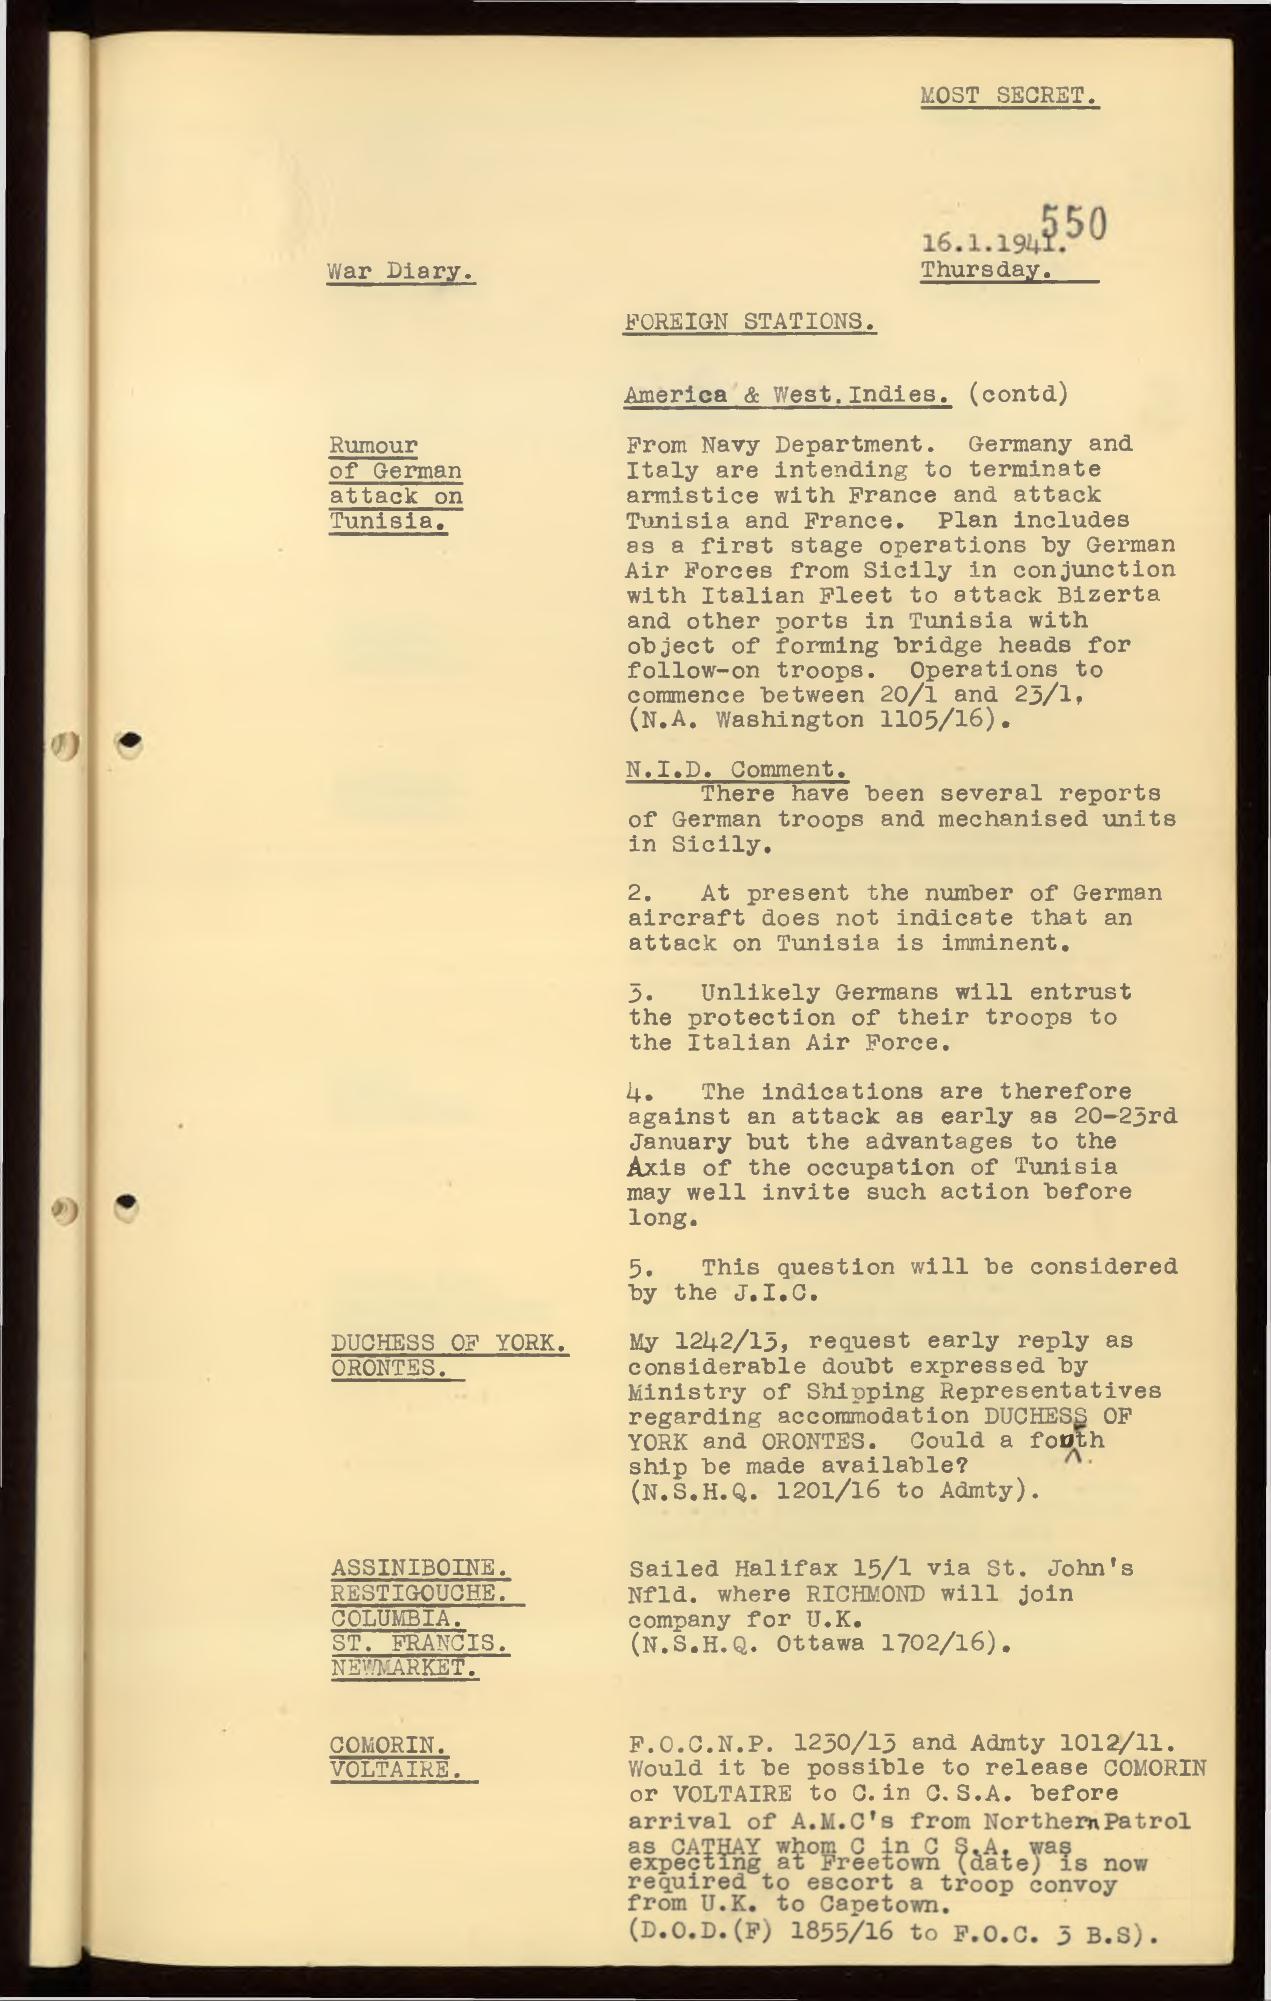 MOST SECRET.
550
16.1.1941.
Thursday.
War Diary.
FOREIGN STATIONS.
America & West.Indies. (contd)
Rumour
of German
attack on
Tunisia.
From Navy Department. Germany and
Italy are intending to terminate
armistice with France and attack
Tunisia and France. Plan includes
as a first stage operations by German
Air Forces from Sicily in conjunction
with Italian Fleet to attack Bizerta
and other ports in Tunisia with
object of forming bridge heads for
follow-on troops. Operations to
commence between 20/1 and 23/1,
(N.A. Washington 1105/16).
N.I.D. Comment.
There have been several reports
of German troops and mechanised units
in Sicily.
2. At present the number of German
aircraft does not indicate that an
attack on Tunisia is imminent.
3. Unlikely Germans will entrust
the protection of their troops to
the Italian Air Force.
4. The indications are therefore
against an attack as early as 20-23rd
January but the advantages to the
Axis of the occupation of Tunisia
may well invite such action before
long.
5. This question will be considered
by the J.I.C.
DUCHESS OF YORK.
ORONTES.
My 1242/13, request early reply as
considerable doubt expressed by
Ministry of Shipping Representatives
regarding accommodation DUCHESS OF
YORK and ORONTES. Could a fourth
ship be made available?
(N.S.H.Q. 1201/16 to Admty).
ASSINIBOINE.
RESTIGOUCHE.
COLUMBIA.
ST. FRANCIS.
NEWMARKET.
Sailed Halifax 15/1 via St. John's
Nfld. where RICHMOND will join
company for U.K.
(N.S.H.Q. Ottawa 1702/16).
COMORIN.
VOLTAIRE.
F.O.C.N.P. 1230/13 and Admty 1012/11.
Would it be possible to release COMORIN
or VOLTAIRE to C.in C.S.A. before
arrival of A.M.C's from Northern Patrol
as CATHAY whom C in C S.A. was
expecting at Freetown (date) is now
required to escort a troop convoy
from U.K. to Capetown.
(D.O.D.(F) 1855/16 to F.O.C. 3 B.S).